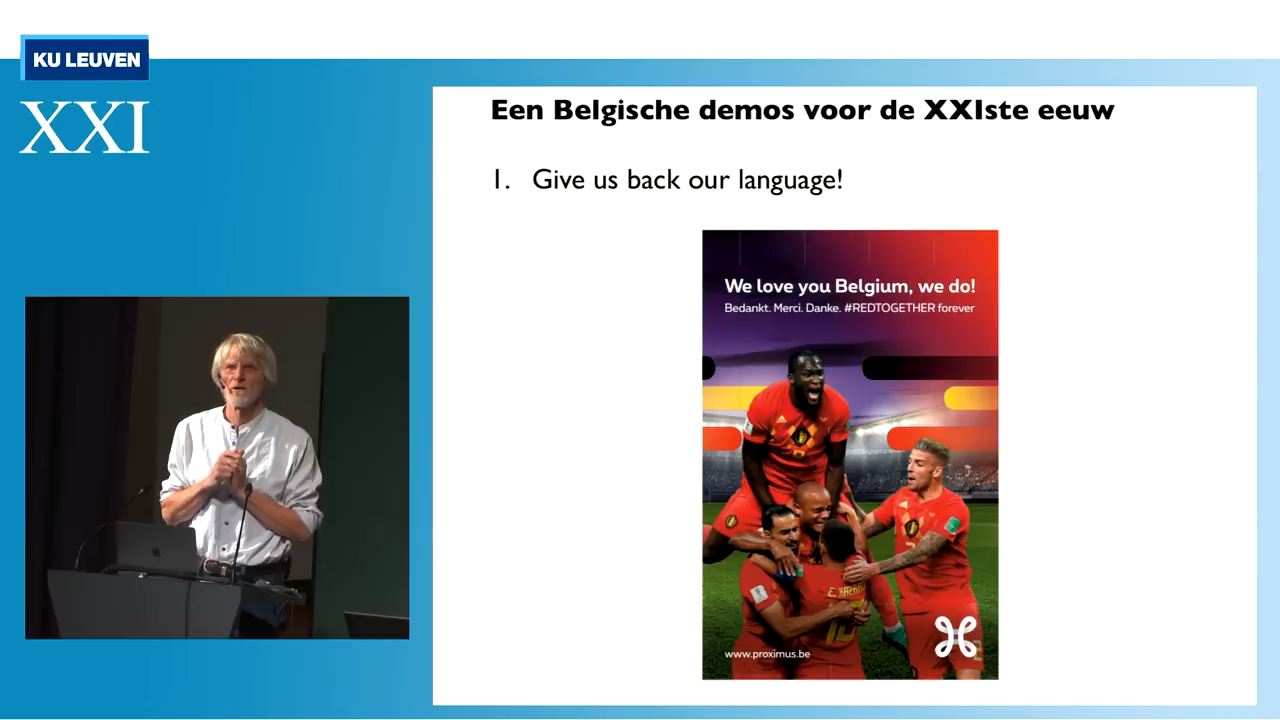 KU LEUVEN
XXI
Een Belgische demos voor de XXIste eeuw
1. Give us back our language!
We love you Belgium, we do!
Bedankt. Merci. Danke. #REDTOGETHER forever
www.proximus.be